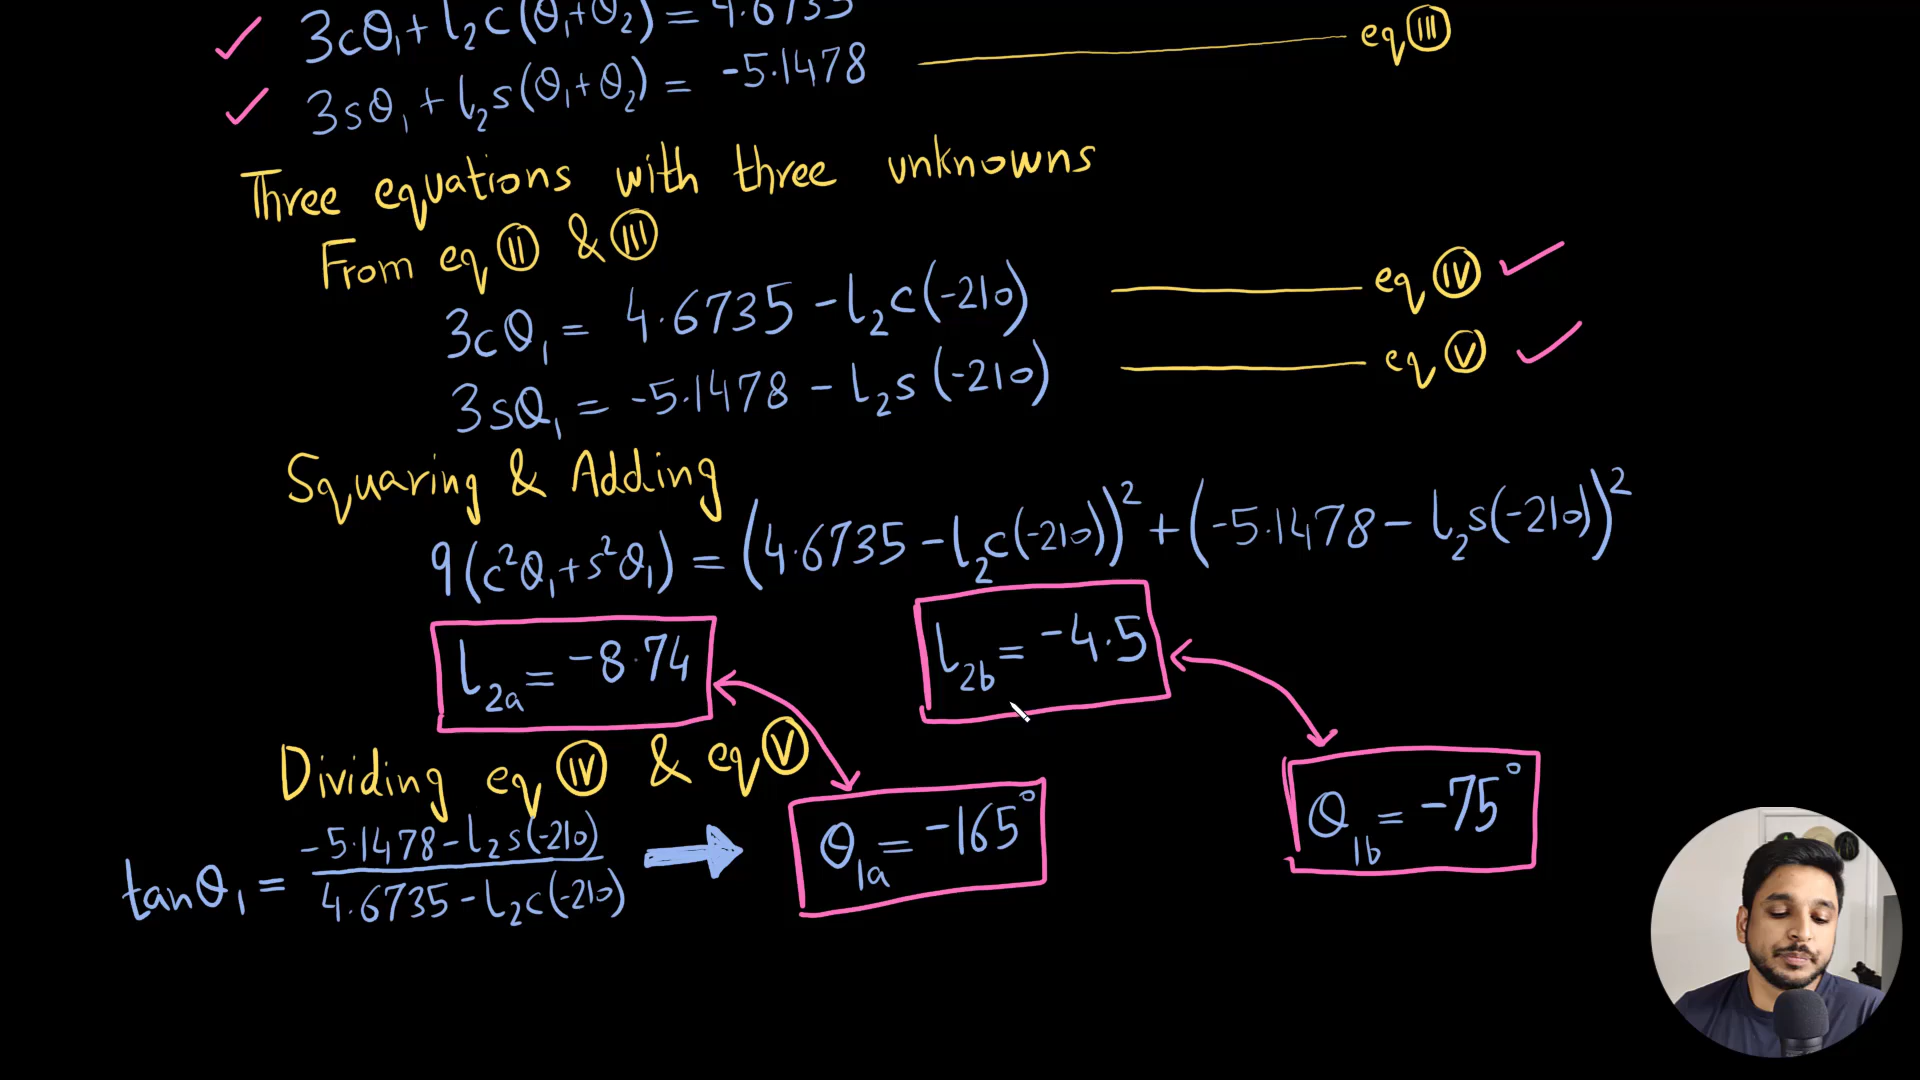 3cθ₁ + l₂c(θ₁+θ₂) = 4.6735
3sθ₁ + l₂s(θ₁+θ₂) = -5.1478 eq III
Three equations with three unknowns
From eq II & III
3cθ₁ = 4.6735 - l₂c(-210) eq IV
3sθ₁ = -5.1478 - l₂s(-210) eq V
Squaring & Adding
9(c²θ₁+s²θ₁) = (4.6735 - l₂c(-210))² + (-5.1478 - l₂s(-210))²
l₂ₐ = -8.74 l₂b = -4.5
Dividing eq IV & eq V
tanθ₁ = (-5.1478 - l₂s(-210)) / (4.6735 - l₂c(-210)) θ₁ₐ = -165° θ₁b = -75°